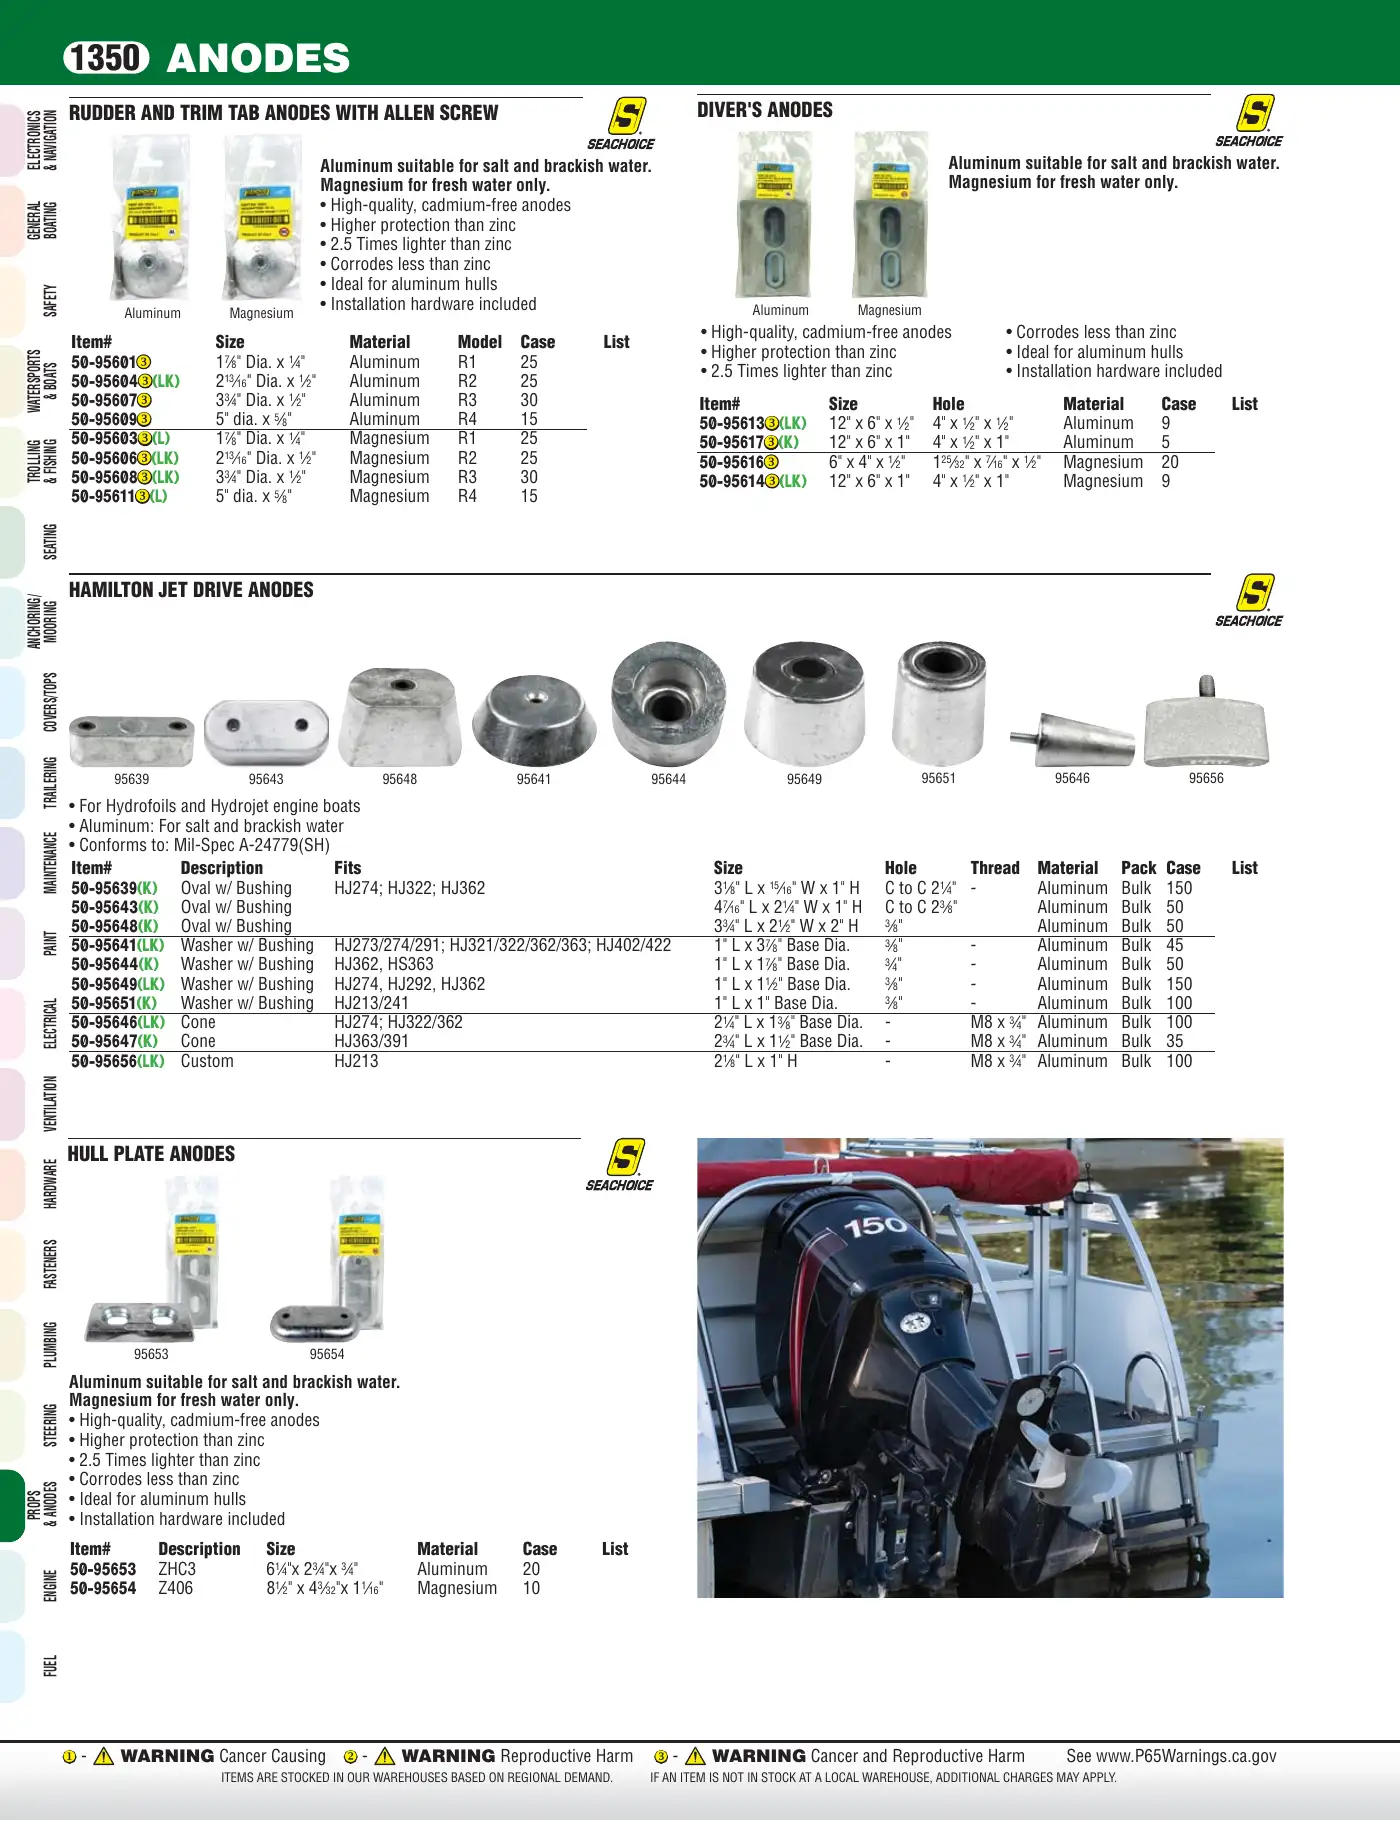 1350 ANODES
ELECTRONICS & NAVIGATION
GENERAL BOATING
SAFETY
WATERSPORTS & BOATS
TROLLING & FISHING
SEATING
ANCHORING/ MOORING
COVERS/TOPS
TRAILERING
MAINTENANCE
PAINT
ELECTRICAL
VENTILATION
HARDWARE
FASTENERS
PLUMBING
STEERING
PROPS & ANODES
ENGINE
FUEL
RUDDER AND TRIM TAB ANODES WITH ALLEN SCREW
SEACHOICE
Aluminum suitable for salt and brackish water.
Magnesium for fresh water only.
• High-quality, cadmium-free anodes
• Higher protection than zinc
• 2.5 Times lighter than zinc
• Corrodes less than zinc
• Ideal for aluminum hulls
• Installation hardware included
Aluminum Magnesium
Item# Size Material Model Case List
50-95601③ 1⅞" Dia. x ¼" Aluminum R1 25
50-95604③(LK) 2¹³⁄₁₆" Dia. x ½" Aluminum R2 25
50-95607③ 3¾" Dia. x ½" Aluminum R3 30
50-95609③ 5" dia. x ⅝" Aluminum R4 15
50-95603③(L) 1⅞" Dia. x ¼" Magnesium R1 25
50-95606③(LK) 2¹³⁄₁₆" Dia. x ½" Magnesium R2 25
50-95608③(LK) 3¾" Dia. x ½" Magnesium R3 30
50-95611③(L) 5" dia. x ⅝" Magnesium R4 15
DIVER'S ANODES
SEACHOICE
Aluminum suitable for salt and brackish water.
Magnesium for fresh water only.
Aluminum Magnesium
• High-quality, cadmium-free anodes
• Higher protection than zinc
• 2.5 Times lighter than zinc
• Corrodes less than zinc
• Ideal for aluminum hulls
• Installation hardware included
Item# Size Hole Material Case List
50-95613③(LK) 12" x 6" x ½" 4" x ½" x ½" Aluminum 9
50-95617③(K) 12" x 6" x 1" 4" x ½" x 1" Aluminum 5
50-95616③ 6" x 4" x ½" 1²⁵⁄₃₂" x ⁷⁄₁₆" x ½" Magnesium 20
50-95614③(LK) 12" x 6" x 1" 4" x ½" x 1" Magnesium 9
HAMILTON JET DRIVE ANODES
SEACHOICE
95639 95643 95648 95641 95644 95649 95651 95646 95656
• For Hydrofoils and Hydrojet engine boats
• Aluminum: For salt and brackish water
• Conforms to: Mil-Spec A-24779(SH)
Item# Description Fits Size Hole Thread Material Pack Case List
50-95639(K) Oval w/ Bushing HJ274; HJ322; HJ362 3⅛" L x ¹⁵⁄₁₆" W x 1" H C to C 2¼" - Aluminum Bulk 150
50-95643(K) Oval w/ Bushing 4⁷⁄₁₆" L x 2¼" W x 1" H C to C 2⅜" Aluminum Bulk 50
50-95648(K) Oval w/ Bushing 3¾" L x 2½" W x 2" H ⅜" Aluminum Bulk 50
50-95641(LK) Washer w/ Bushing HJ273/274/291; HJ321/322/362/363; HJ402/422 1" L x 3⅞" Base Dia. ⅜" - Aluminum Bulk 45
50-95644(K) Washer w/ Bushing HJ362, HS363 1" L x 1⅞" Base Dia. ¾" - Aluminum Bulk 50
50-95649(LK) Washer w/ Bushing HJ274, HJ292, HJ362 1" L x 1½" Base Dia. ⅜" - Aluminum Bulk 150
50-95651(K) Washer w/ Bushing HJ213/241 1" L x 1" Base Dia. ⅜" - Aluminum Bulk 100
50-95646(LK) Cone HJ274; HJ322/362 2¼" L x 1⅜" Base Dia. - M8 x ¾" Aluminum Bulk 100
50-95647(K) Cone HJ363/391 2¾" L x 1½" Base Dia. - M8 x ¾" Aluminum Bulk 35
50-95656(LK) Custom HJ213 2⅛" L x 1" H - M8 x ¾" Aluminum Bulk 100
HULL PLATE ANODES
SEACHOICE
95653 95654
Aluminum suitable for salt and brackish water.
Magnesium for fresh water only.
• High-quality, cadmium-free anodes
• Higher protection than zinc
• 2.5 Times lighter than zinc
• Corrodes less than zinc
• Ideal for aluminum hulls
• Installation hardware included
Item# Description Size Material Case List
50-95653 ZHC3 6¼"x 2¾"x ¾" Aluminum 20
50-95654 Z406 8½" x 4³⁄₃₂"x 1¹⁄₁₆" Magnesium 10
150
① - ⚠ WARNING Cancer Causing ② - ⚠ WARNING Reproductive Harm ③ - ⚠ WARNING Cancer and Reproductive Harm See www.P65Warnings.ca.gov
ITEMS ARE STOCKED IN OUR WAREHOUSES BASED ON REGIONAL DEMAND. IF AN ITEM IS NOT IN STOCK AT A LOCAL WAREHOUSE, ADDITIONAL CHARGES MAY APPLY.